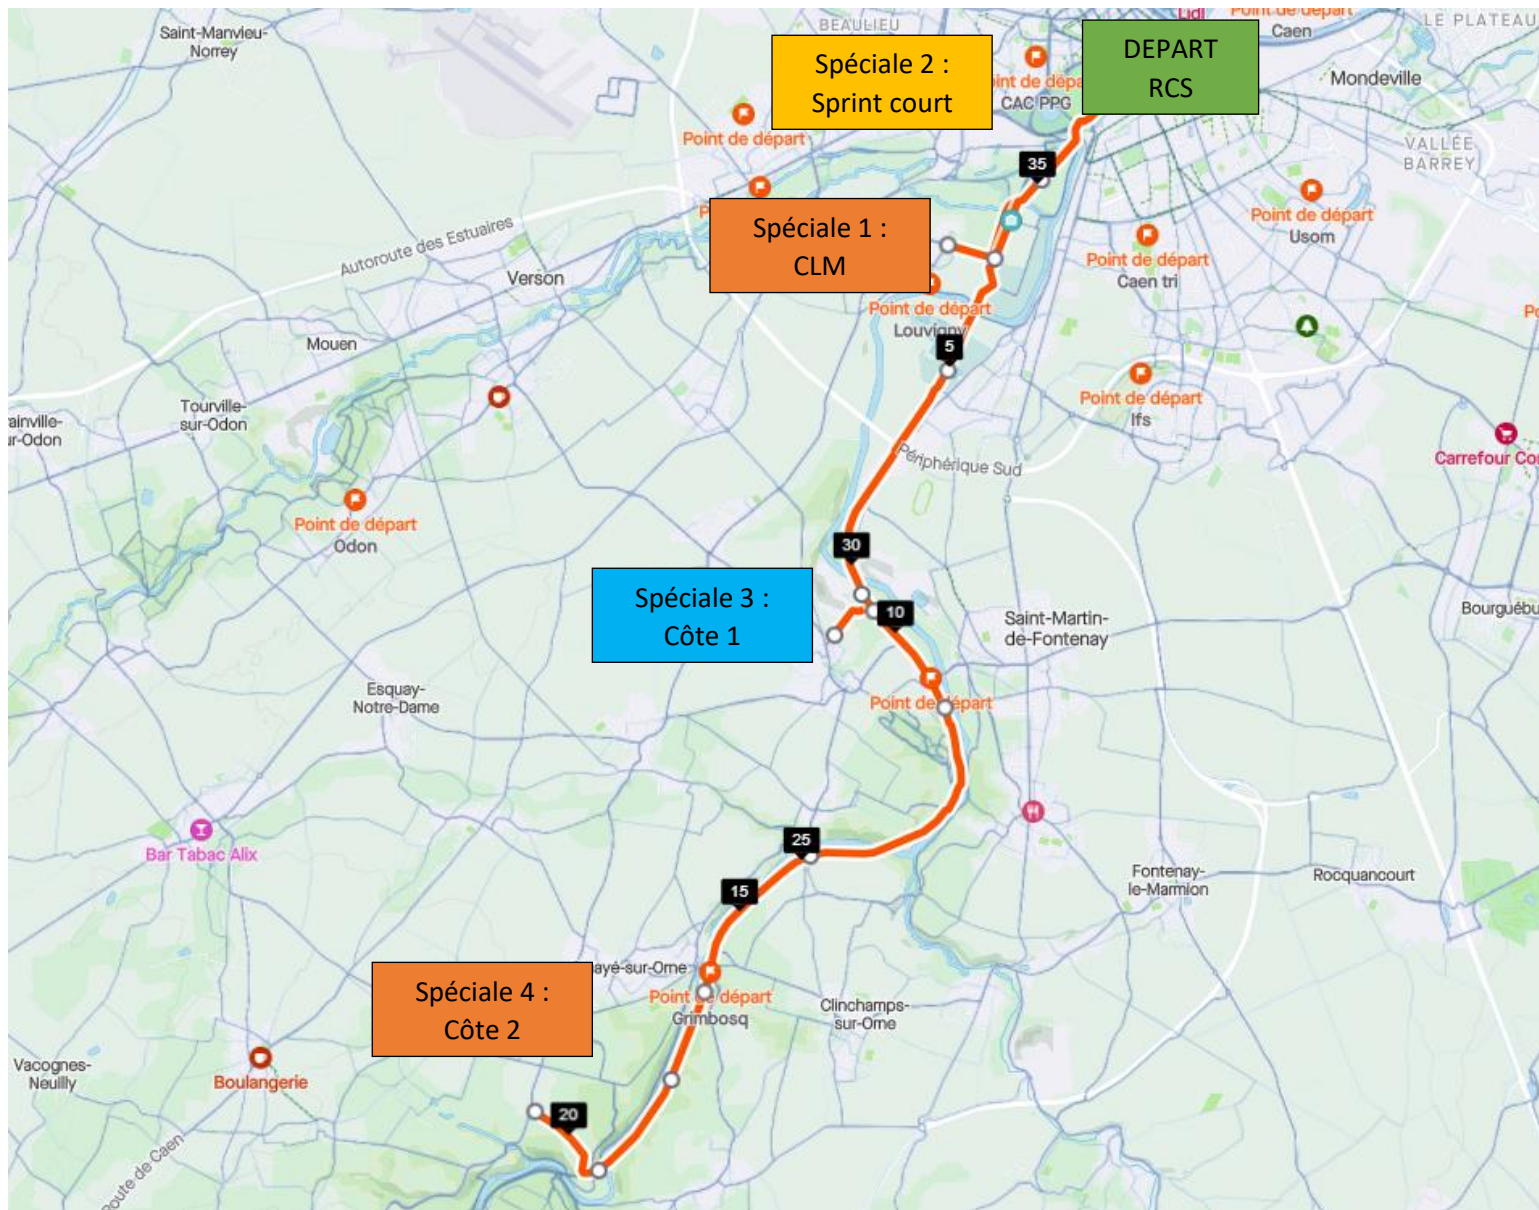 BEAULIEU
Lidl
Point de départ
Caen
LE PLATEAU
Saint-Manvieu-
Norrey
Spéciale 2 :
Sprint court
DEPART
RCS
CAC PPG
Mondeville
Point de départ
VALLÉE
BARREY
35
Point de départ
Usom
Spéciale 1 :
CLM
Autoroute des Estuaires
Verson
Point de départ
Caen tri
Point de départ
Louvigny
Mouen
5
Point de départ
Ifs
Tourville-
sur-Odon
Périphérique Sud
Point de départ
Odon
30
Spéciale 3 :
Côte 1
10
Saint-Martin-
de-Fontenay
Esquay-
Notre-Dame
Point de départ
Bar Tabac Alix
25
15
Fontenay-
le-Marmion
Rocquancourt
Spéciale 4 :
Côte 2
Point de départ
Grimbosq
Clinchamps-
sur-Orne
Vacognes-
Neuilly
Boulangerie
20
Route de Caen